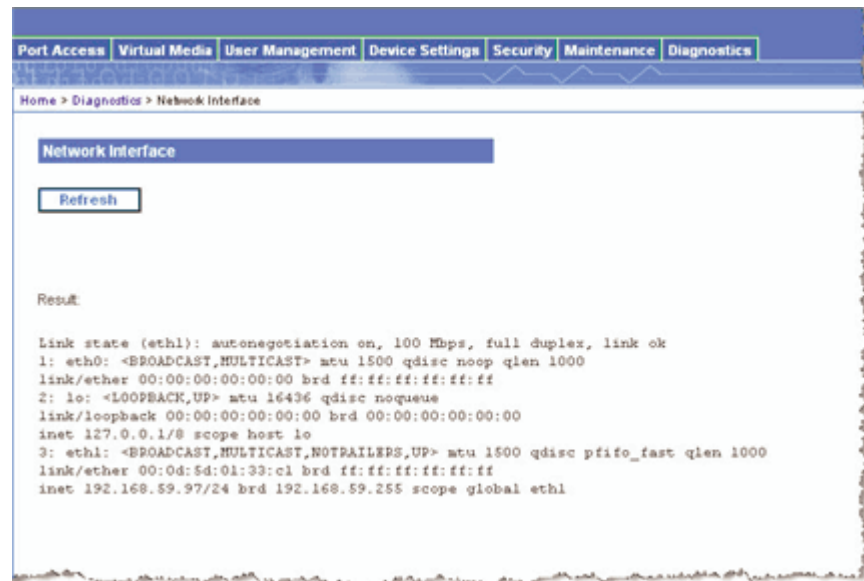 Port Access Virtual Media User Management Device Settings Security Maintenance Diagnostics
Home > Diagnostics > Network Interface
Network Interface
Refresh
Result:
Link state (eth1): autonegotiation on, 100 Mbps, full duplex, link ok
1: eth0: <BROADCAST,MULTICAST> mtu 1500 qdisc noop qlen 1000
link/ether 00:00:00:00:00:00 brd ff:ff:ff:ff:ff:ff
2: lo: <LOOPBACK,UP> mtu 16436 qdisc noqueue
link/loopback 00:00:00:00:00:00 brd 00:00:00:00:00:00
inet 127.0.0.1/8 scope host lo
3: eth1: <BROADCAST,MULTICAST,NOTRAILERS,UP> mtu 1500 qdisc pfifo_fast qlen 1000
link/ether 00:0d:5d:01:33:c1 brd ff:ff:ff:ff:ff:ff
inet 192.168.59.97/24 brd 192.168.59.255 scope global eth1